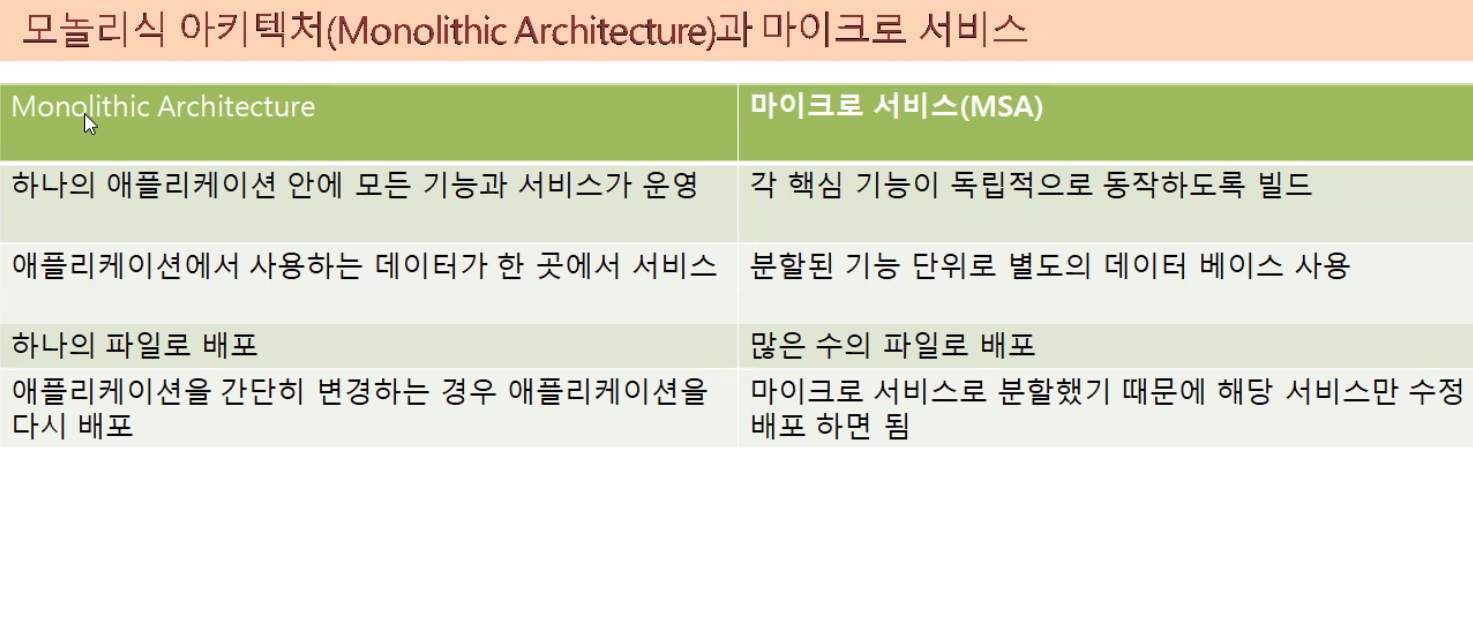 모놀리식 아키텍처(Monolithic Architecture)과 마이크로 서비스
Monolithic Architecture
마이크로 서비스(MSA)
하나의 애플리케이션 안에 모든 기능과 서비스가 운영
각 핵심 기능이 독립적으로 동작하도록 빌드
애플리케이션에서 사용하는 데이터가 한 곳에서 서비스
분할된 기능 단위로 별도의 데이터 베이스 사용
하나의 파일로 배포
많은 수의 파일로 배포
애플리케이션을 간단히 변경하는 경우 애플리케이션을
다시 배포
마이크로 서비스로 분할했기 때문에 해당 서비스만 수정
배포 하면 됨